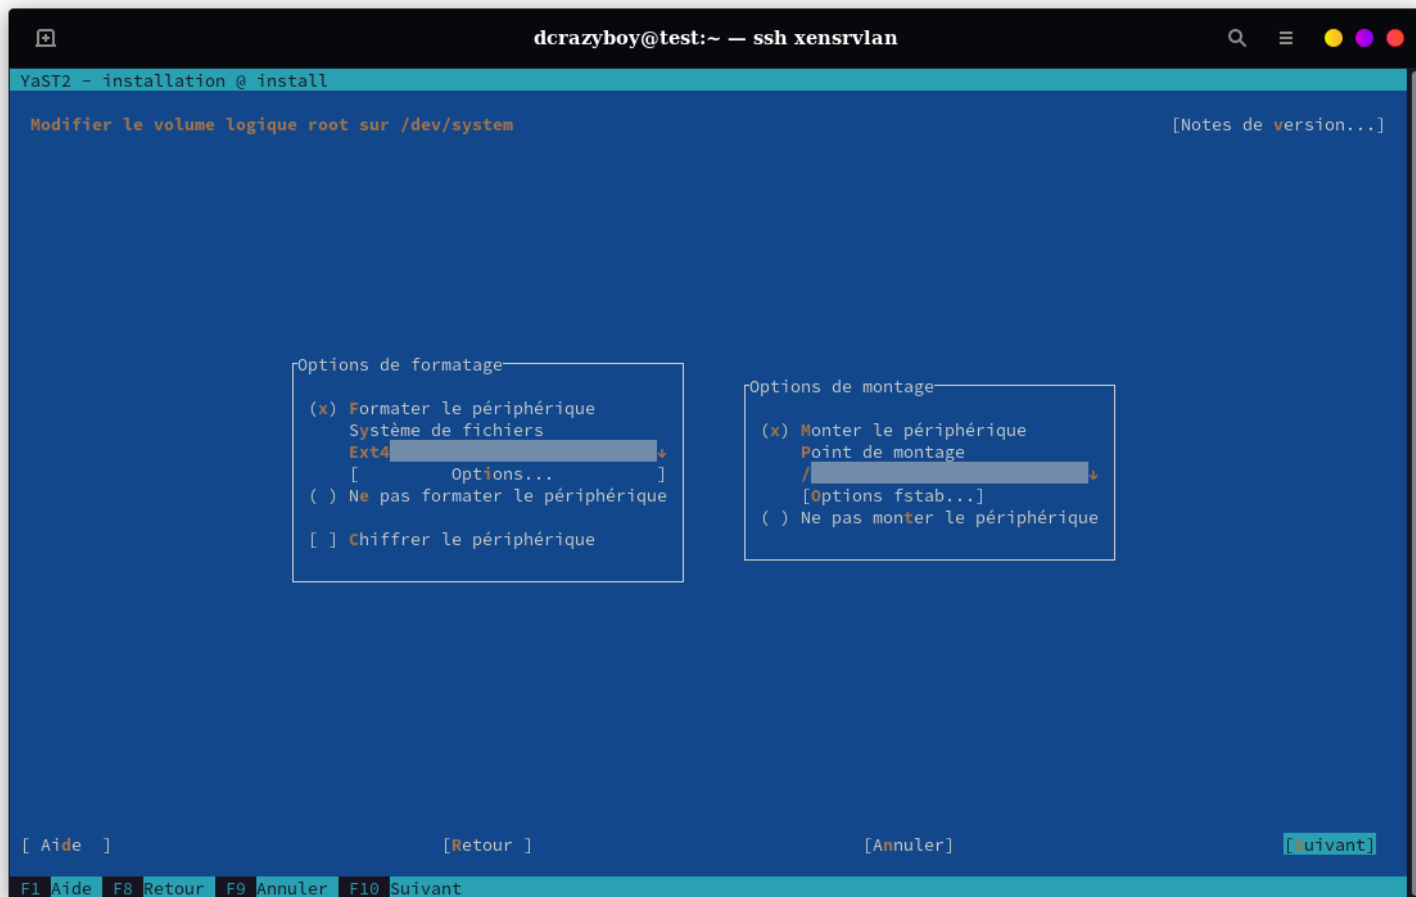 dcrazyboy@test:~ — ssh xensrvlan
YaST2 - installation @ install
Modifier le volume logique root sur /dev/system
[Notes de version...]
Options de formatage
(x) Formater le périphérique
Système de fichiers
Ext4↓
[ Options... ]
( ) Ne pas formater le périphérique
[ ] Chiffrer le périphérique
Options de montage
(x) Monter le périphérique
Point de montage
/↓
[Options fstab...]
( ) Ne pas monter le périphérique
[ Aide ] [Retour ] [Annuler] [Suivant]
F1 Aide F8 Retour F9 Annuler F10 Suivant